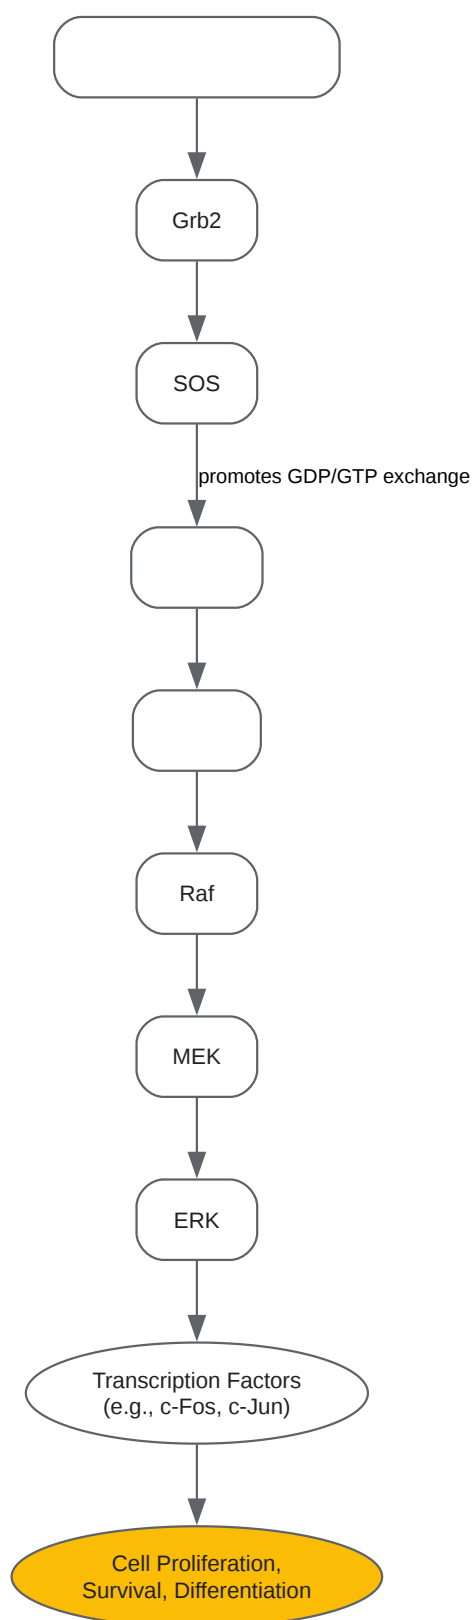 Grb2
SOS
promotes GDP/GTP exchange
Raf
MEK
ERK
Transcription Factors
(e.g., c-Fos, c-Jun)
Cell Proliferation,
Survival, Differentiation